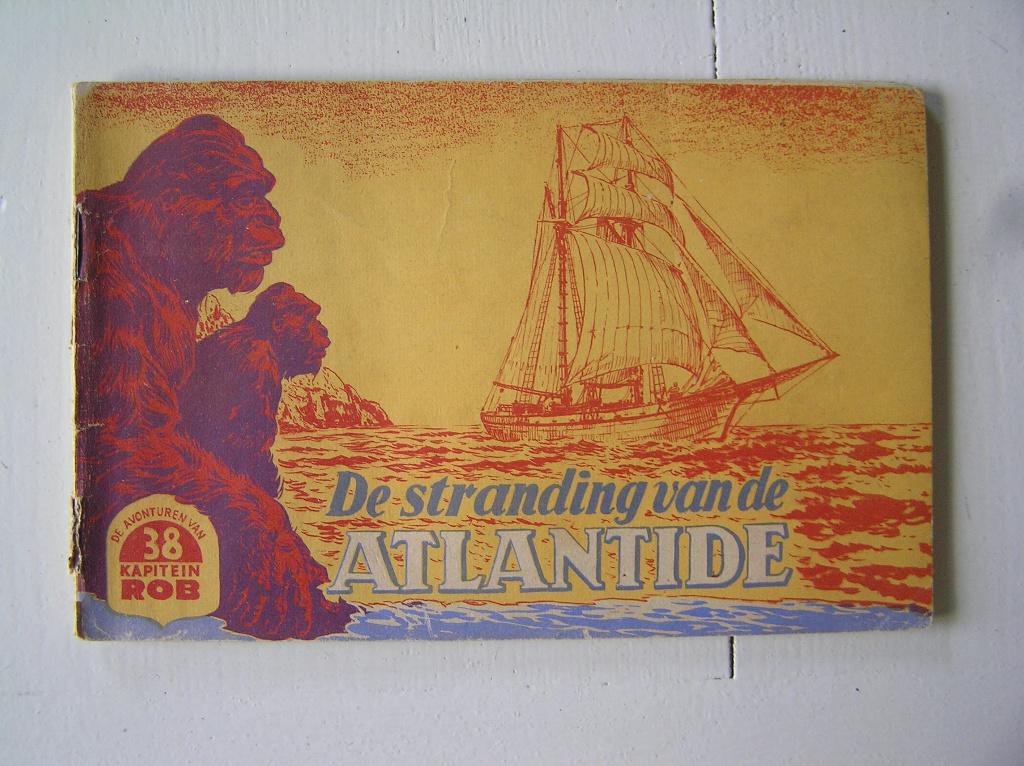 De stranding van de
ATLANTIDE
DE AVONTUREN VAN
38
KAPITEIN
ROB